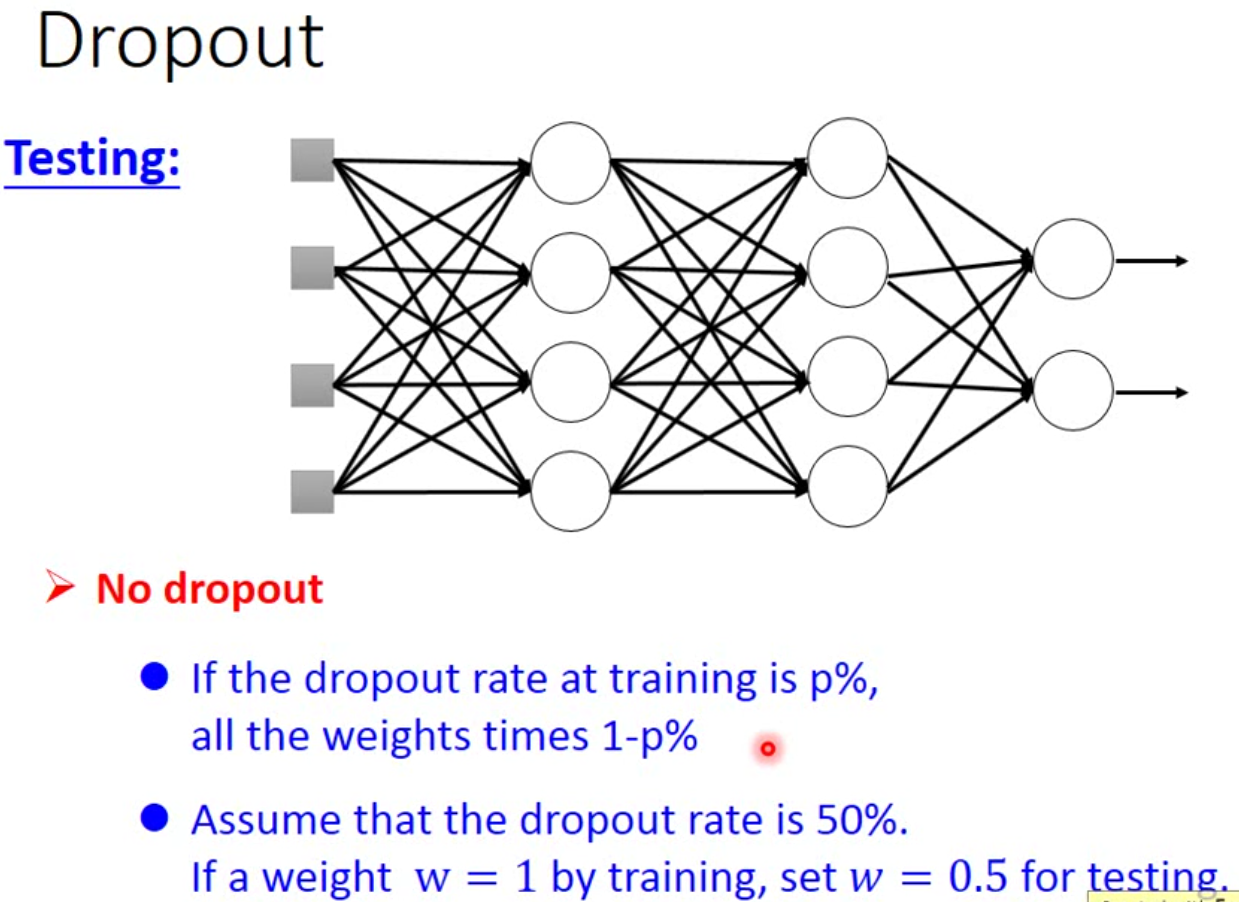 Dropout
Testing:
No dropout
If the dropout rate at training is p%,
all the weights times 1-p%
Assume that the dropout rate is 50%.
If a weight w = 1 by training, set w = 0.5 for testing.